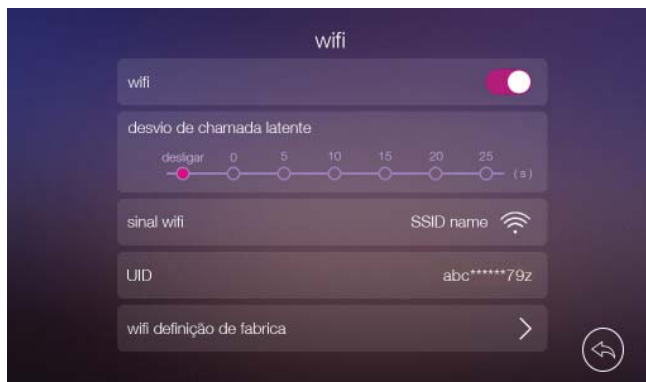 wifi
wifi
desvio de chamada latente
desligar 0 5 10 15 20 25
(s)
sinal wifi SSID name
UID abc******79z
wifi definição de fabrica